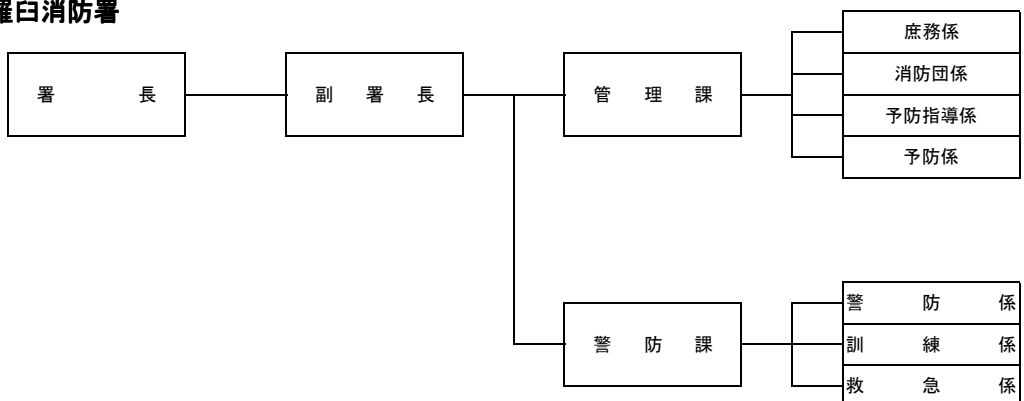 羅臼消防署
署長
副署長
管理課
庶務係
消防団係
予防指導係
予防係
警防課
警防係
訓練係
救急係